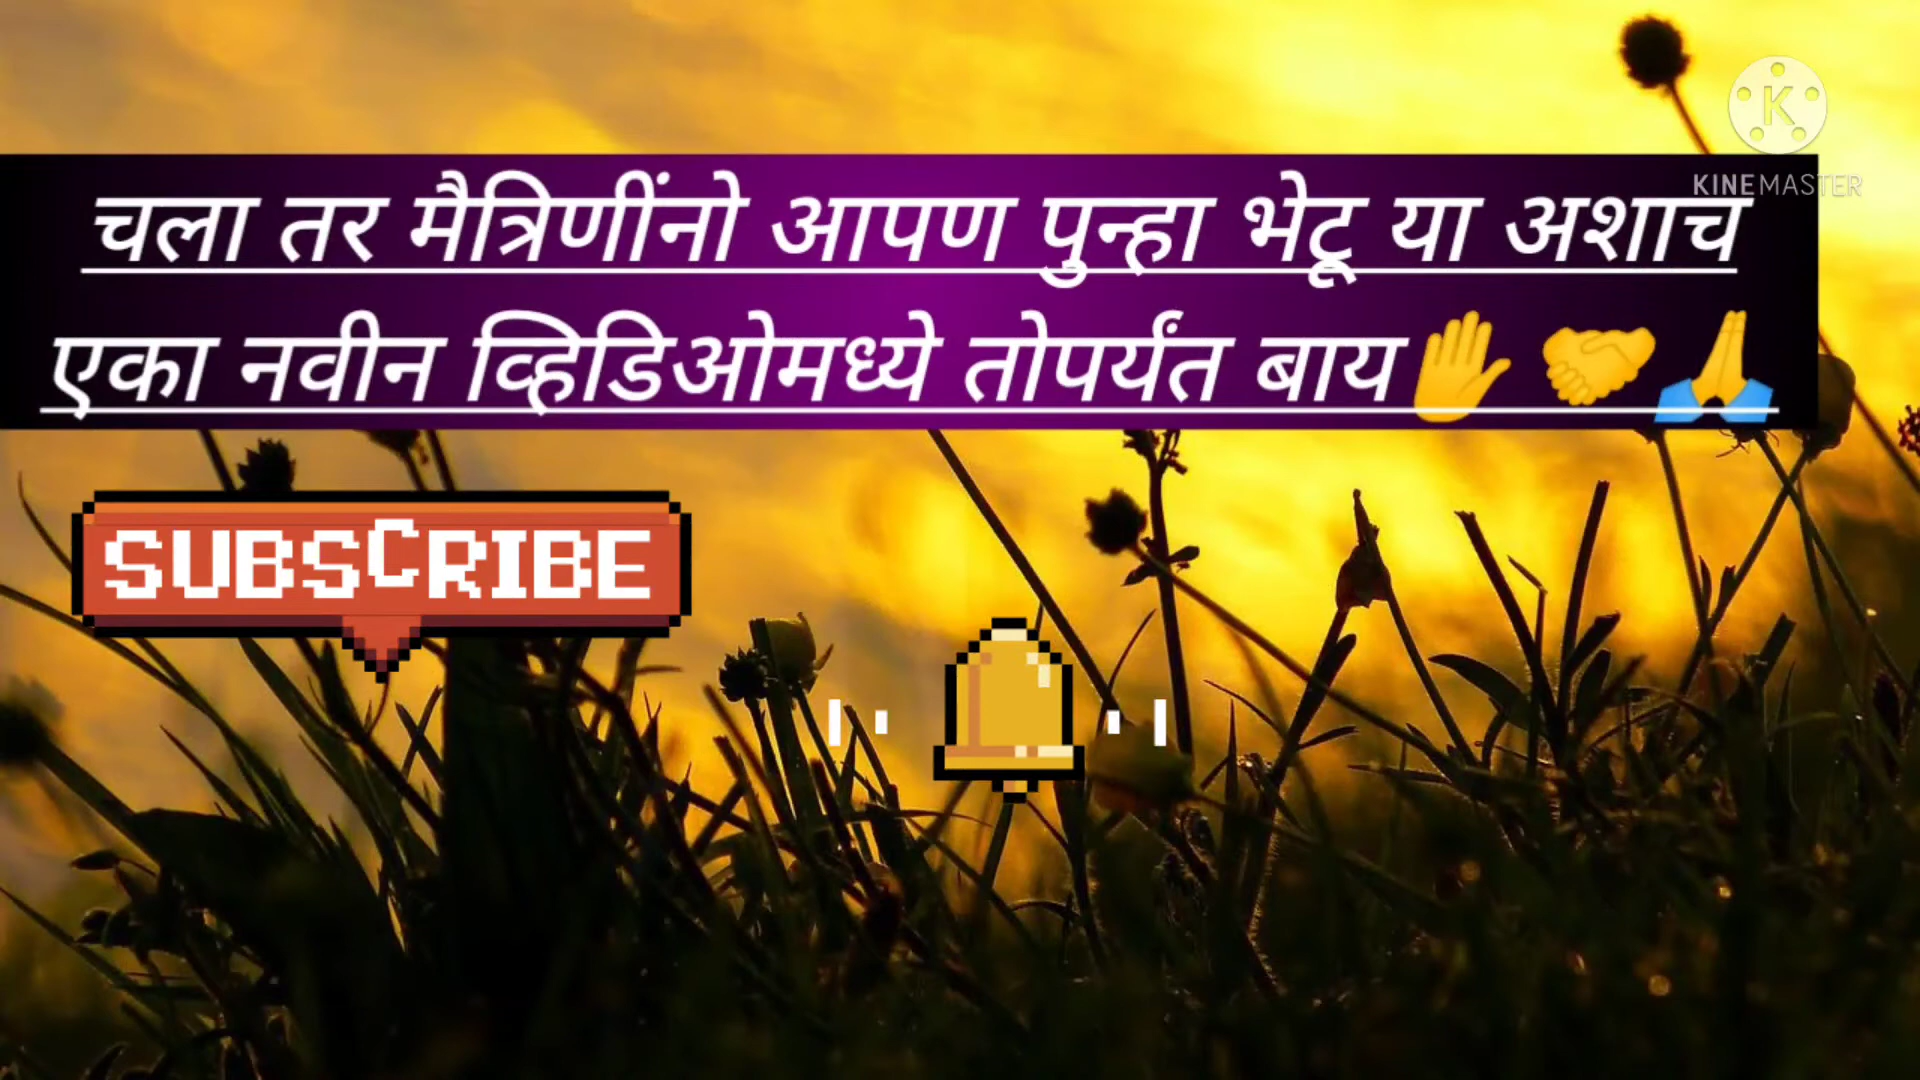 KINEMASTER
चला तर मैत्रिणींनो आपण पुन्हा भेटू या अशाच
एका नवीन व्हिडिओमध्ये तोपर्यंत बाय✋ 🤝🙏
SUBSCRIBE